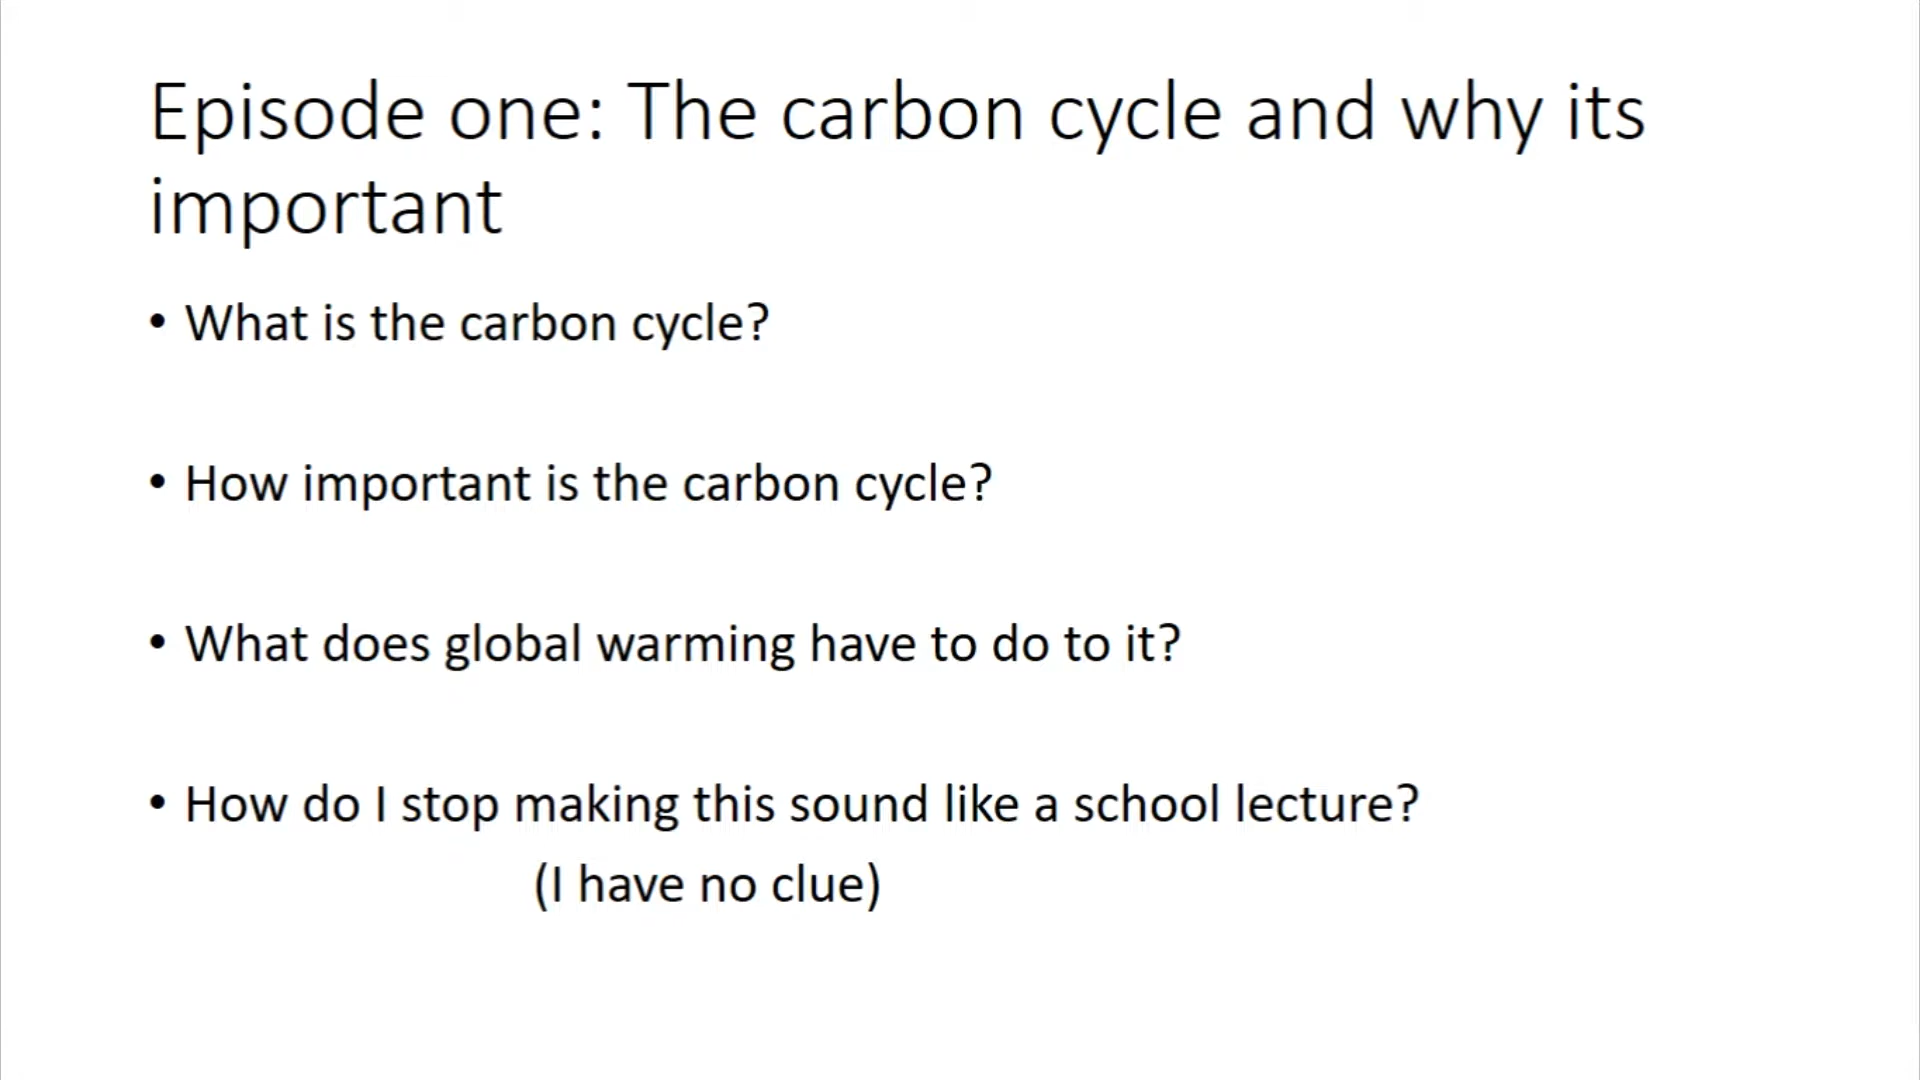 Episode one: The carbon cycle and why its
important
• What is the carbon cycle?
• How important is the carbon cycle?
• What does global warming have to do to it?
• How do I stop making this sound like a school lecture?
(I have no clue)